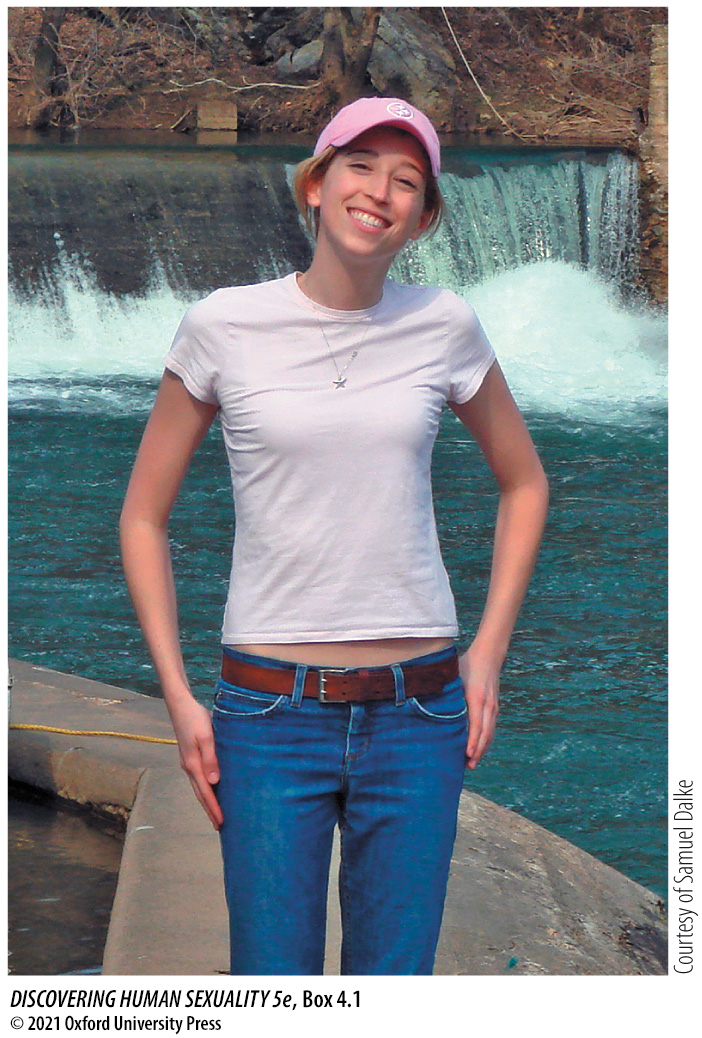 Courtesy of Samuel Dalke
DISCOVERING HUMAN SEXUALITY 5e, Box 4.1
© 2021 Oxford University Press